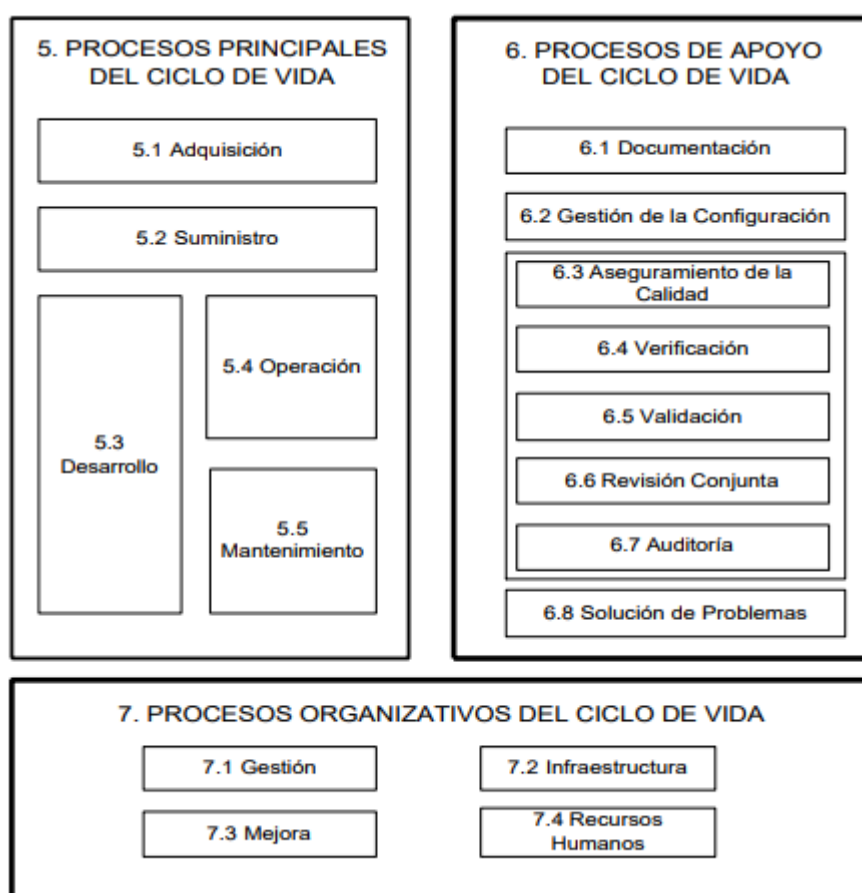 5. PROCESOS PRINCIPALES
DEL CICLO DE VIDA
5.1 Adquisición
5.2 Suministro
5.3
Desarrollo
5.4 Operación
5.5
Mantenimiento
6. PROCESOS DE APOYO
DEL CICLO DE VIDA
6.1 Documentación
6.2 Gestión de la Configuración
6.3 Aseguramiento de la
Calidad
6.4 Verificación
6.5 Validación
6.6 Revisión Conjunta
6.7 Auditoría
6.8 Solución de Problemas
7. PROCESOS ORGANIZATIVOS DEL CICLO DE VIDA
7.1 Gestión
7.2 Infraestructura
7.3 Mejora
7.4 Recursos
Humanos